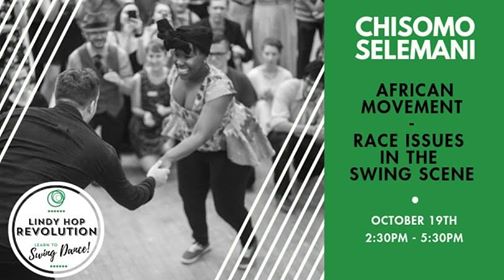 CHISOMO
SELEMANI
AFRICAN
MOVEMENT
-
RACE ISSUES
IN THE
SWING SCENE
•
OCTOBER 19TH
2:30PM - 5:30PM
LINDY HOP
REVOLUTION
LEARN TO
Swing Dance!